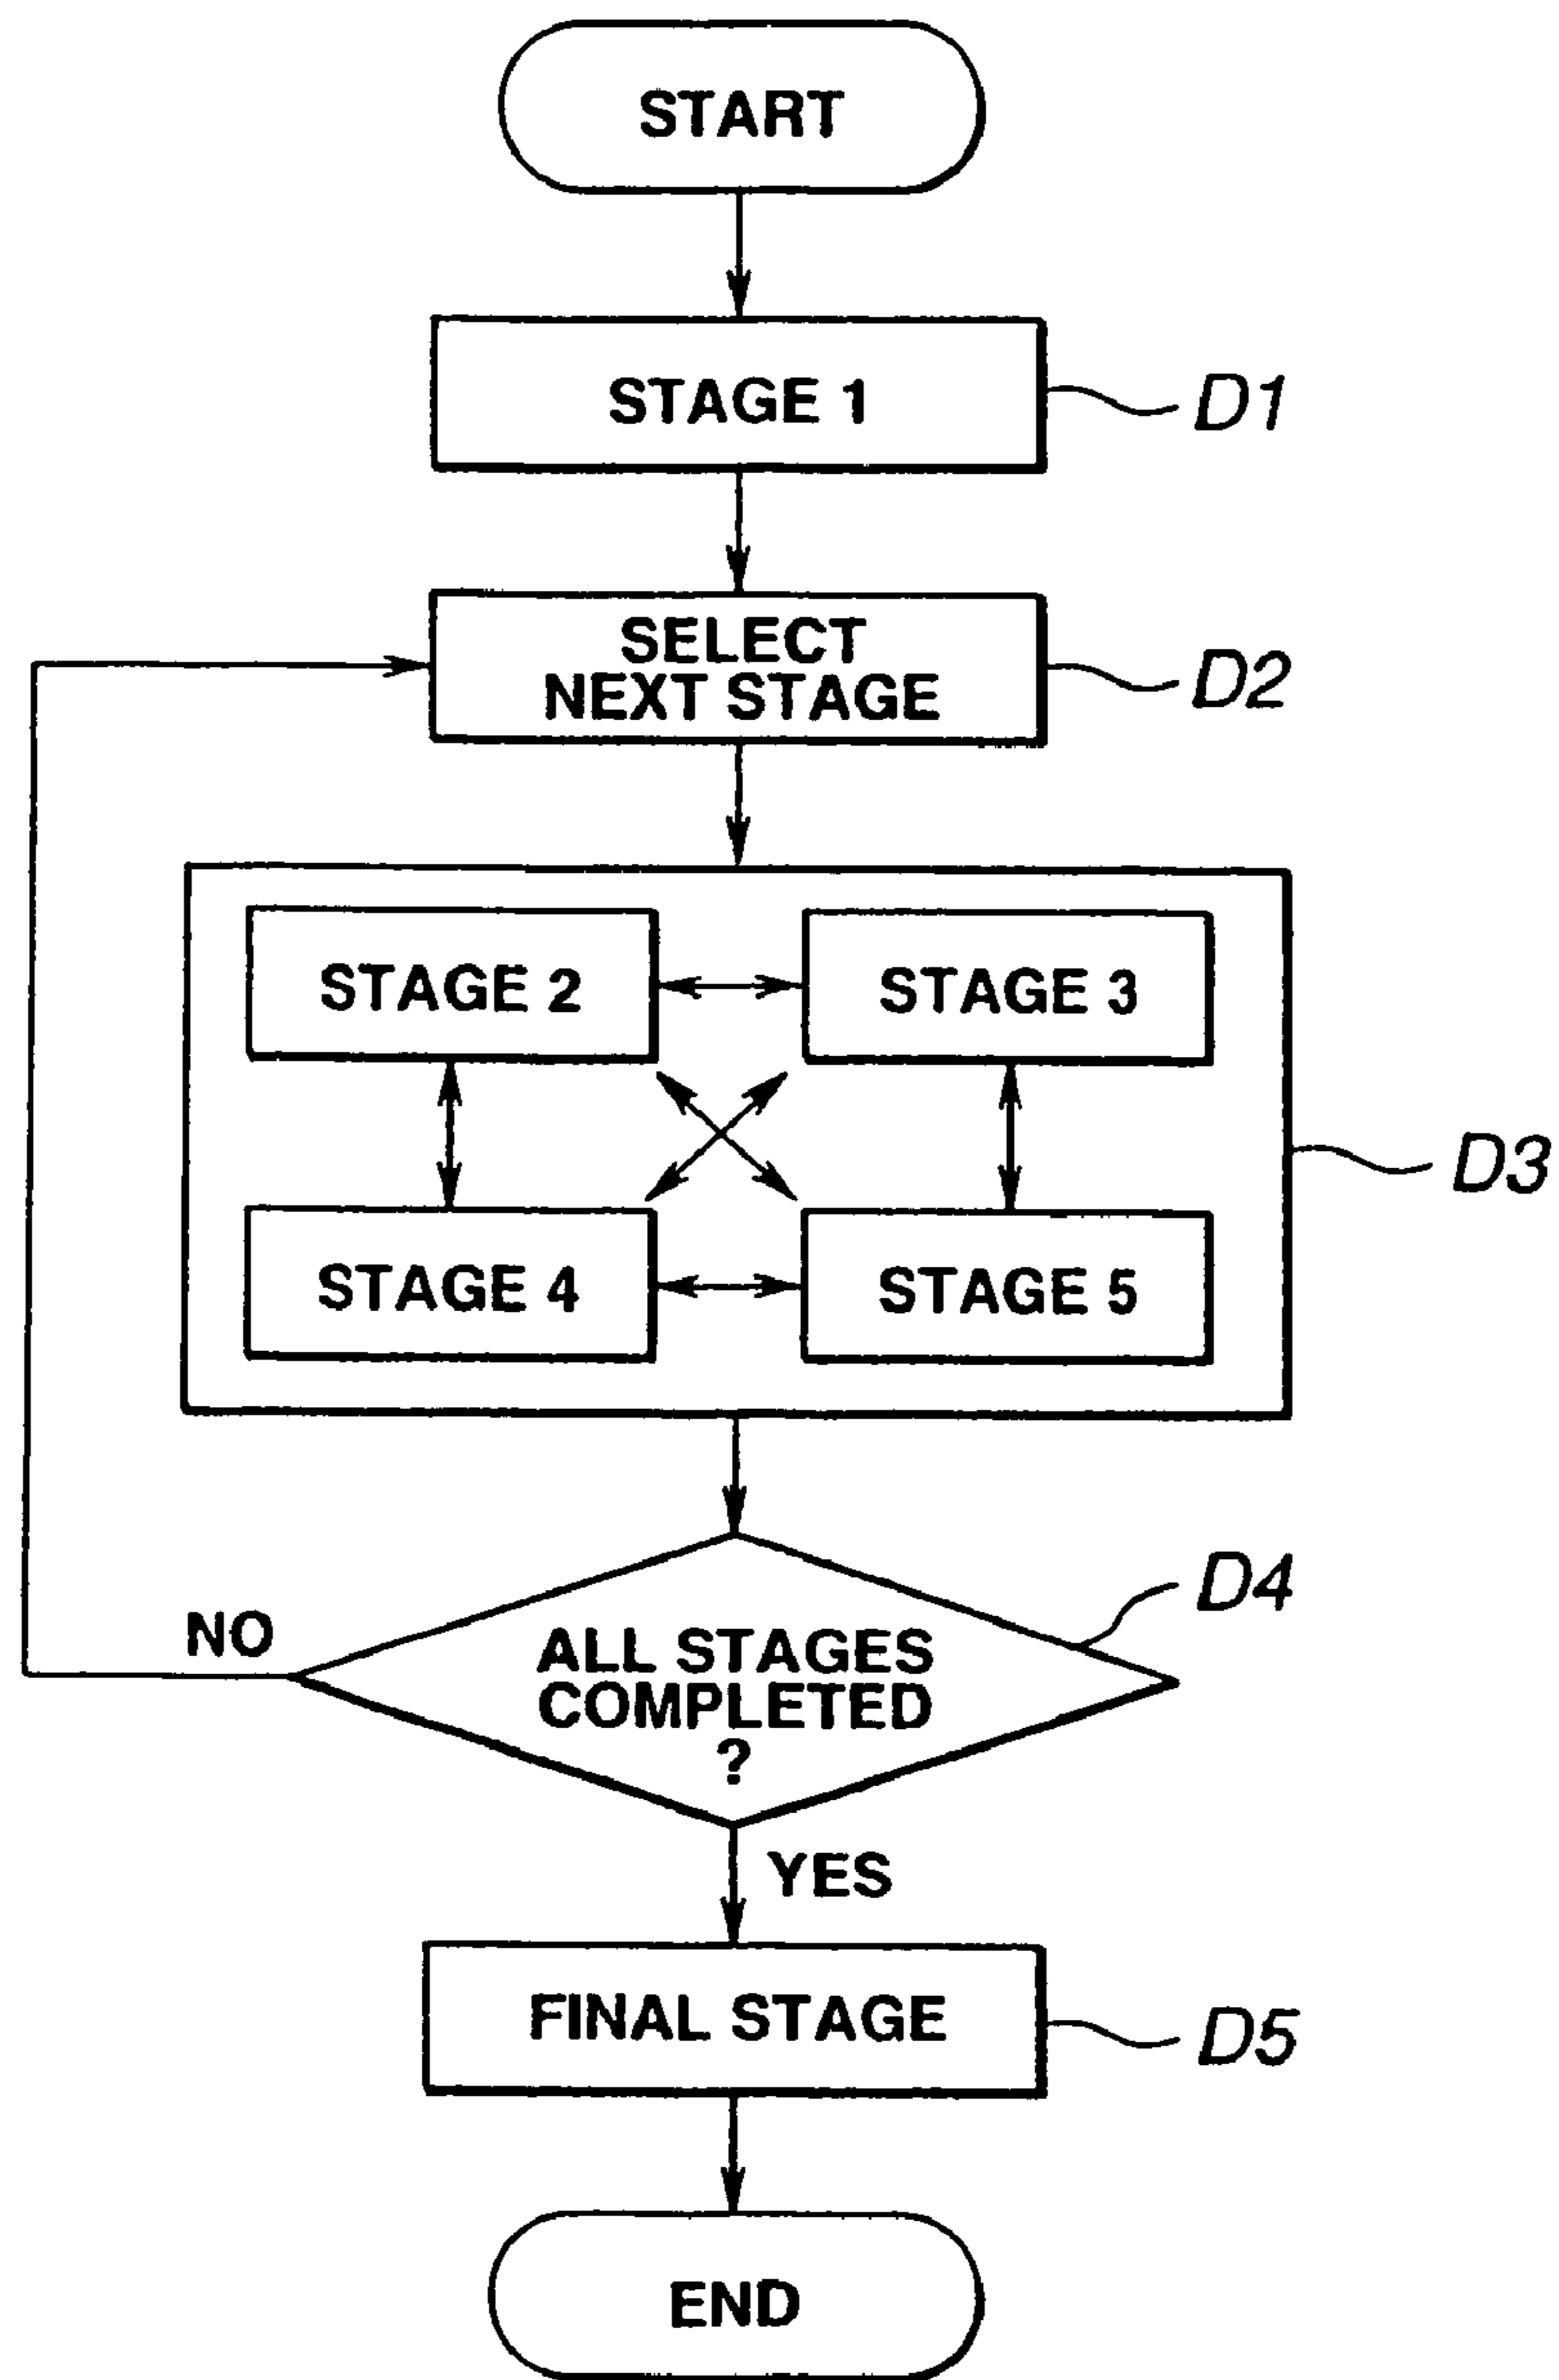 START
STAGE 1
D1
SELECT
NEXT STAGE
D2
STAGE 2
STAGE 3
STAGE 4
STAGE 5
D3
NO
ALL STAGES
COMPLETED
?
D4
YES
FINAL STAGE
D5
END